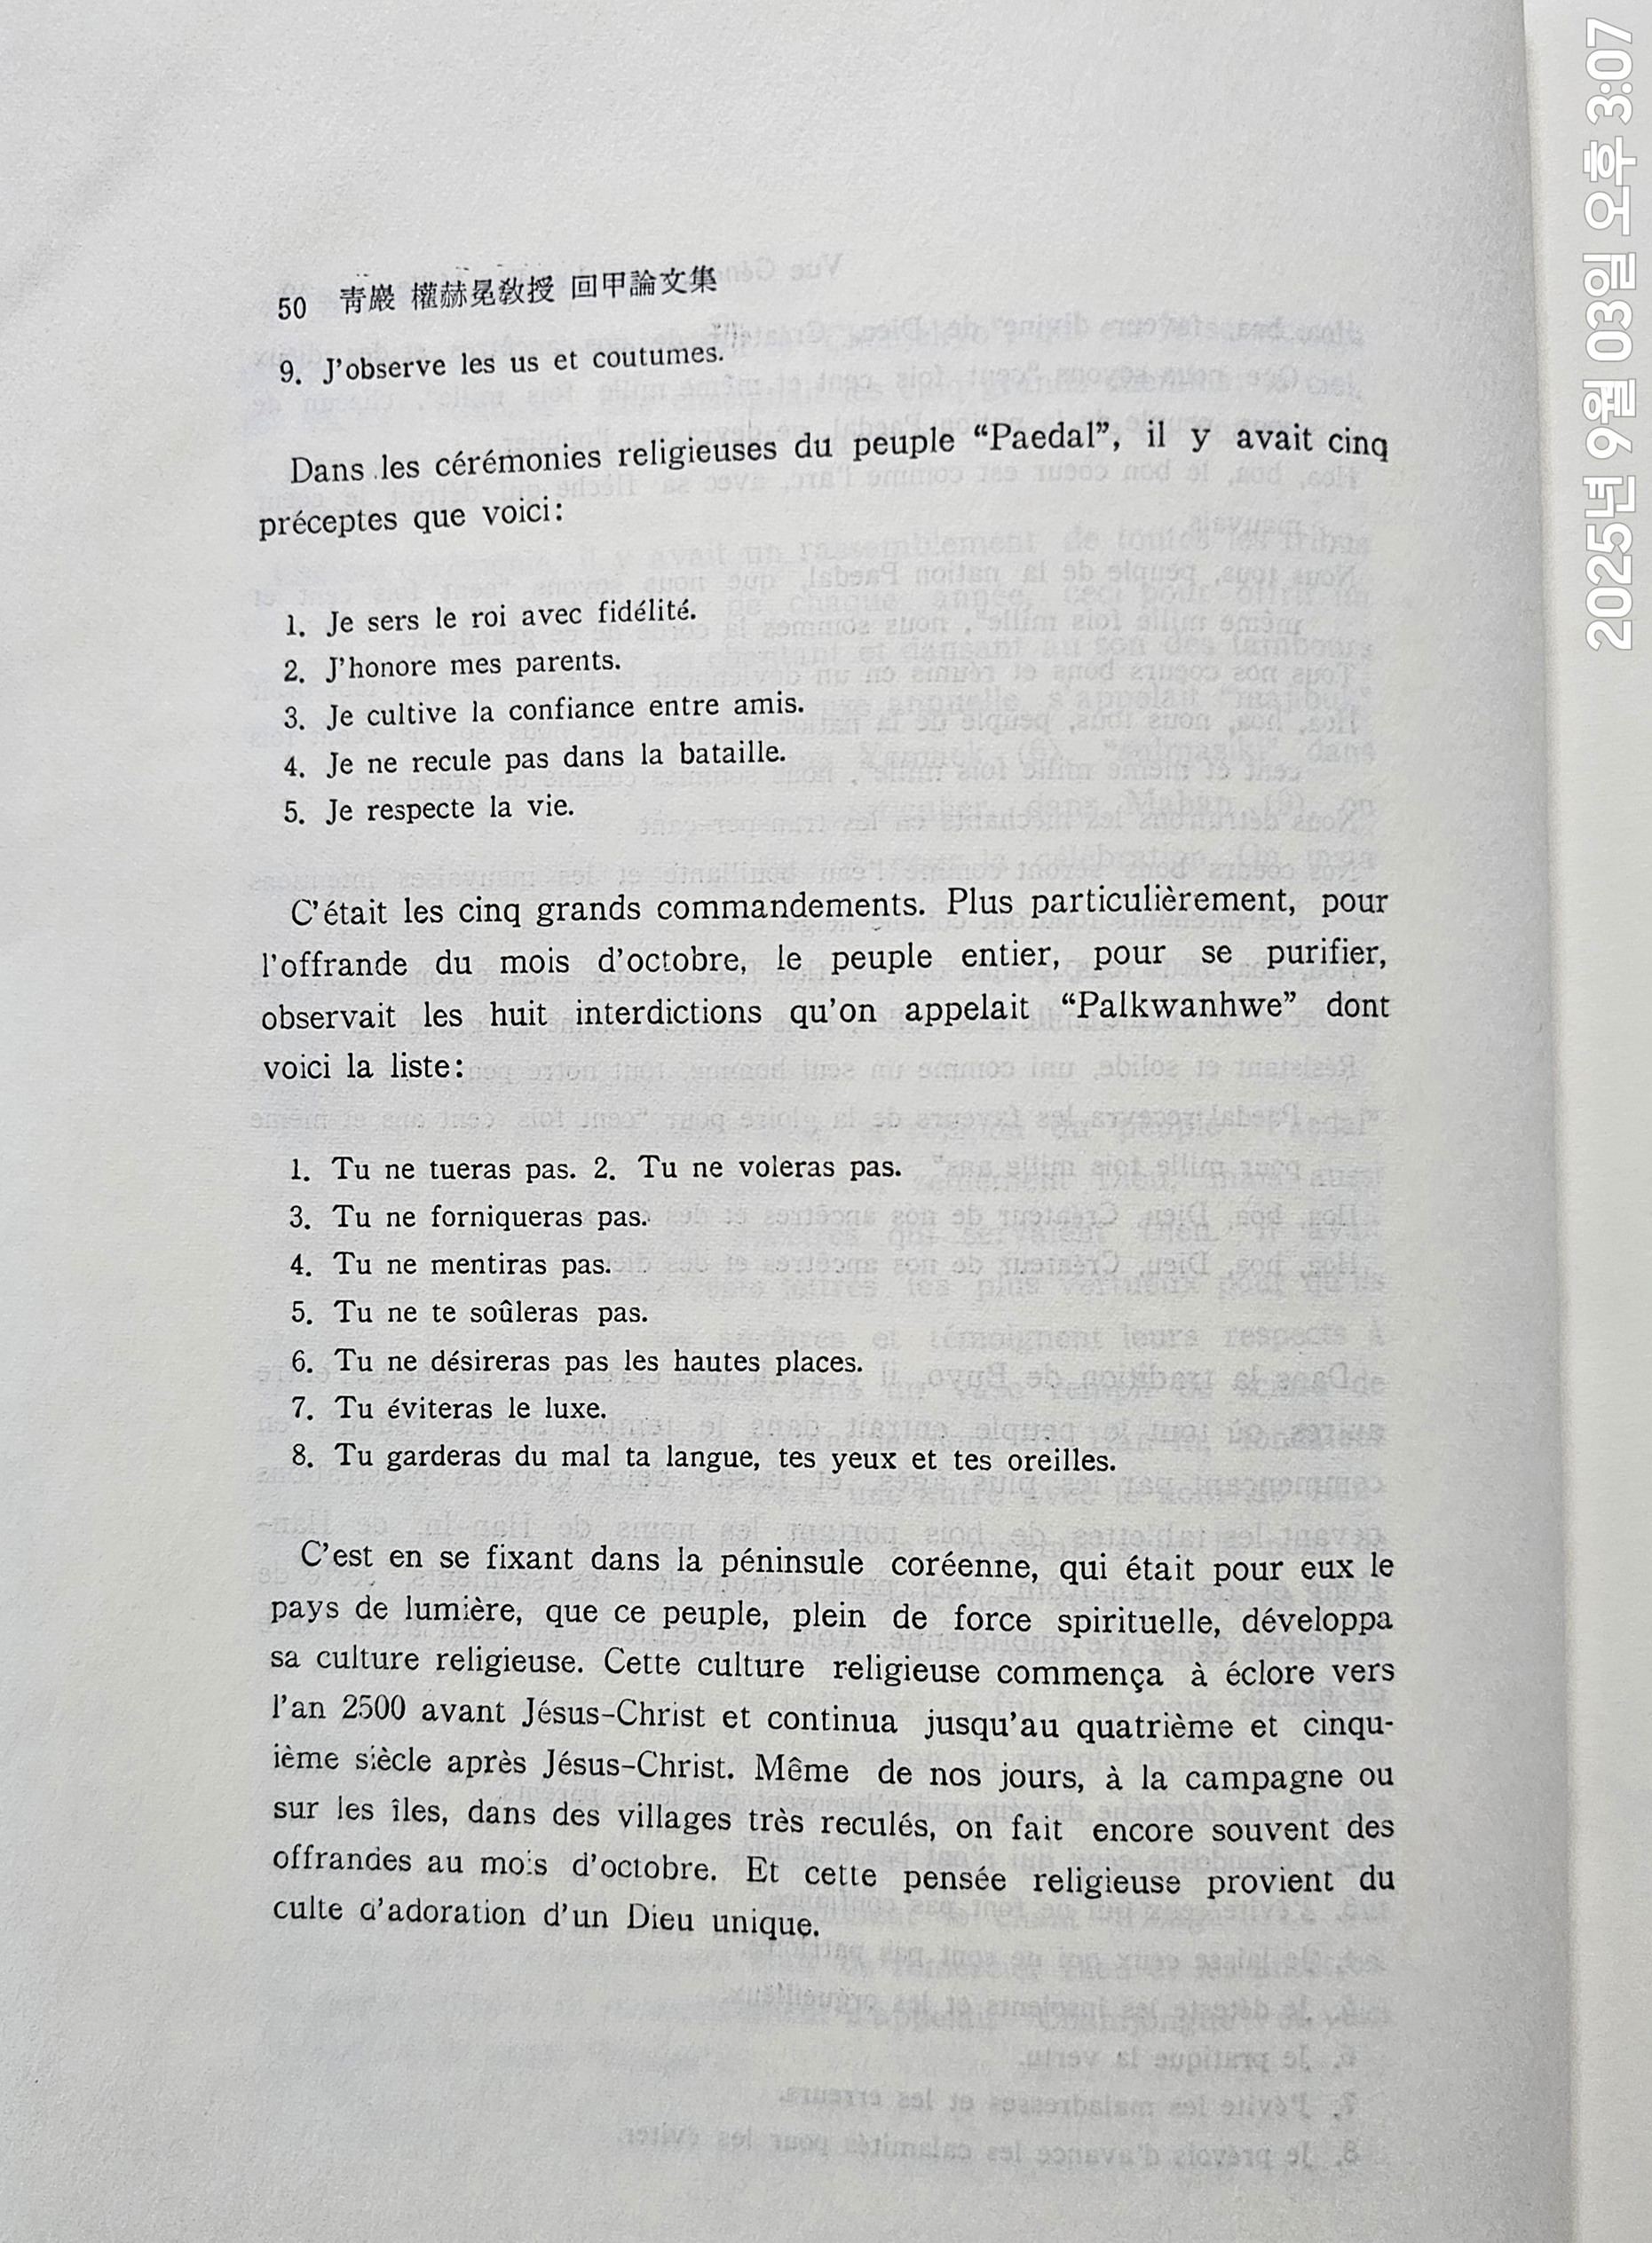 50 靑巖 權赫冕敎授 回甲論文集
9. J'observe les us et coutumes.
Dans les cérémonies religieuses du peuple “Paedal”, il y avait cinq
préceptes que voici:
1. Je sers le roi avec fidélité.
2. J'honore mes parents.
3. Je cultive la confiance entre amis.
4. Je ne recule pas dans la bataille.
5. Je respecte la vie.
C'était les cinq grands commandements. Plus particulièrement, pour
l'offrande du mois d'octobre, le peuple entier, pour se purifier,
observait les huit interdictions qu'on appelait “Palkwanhwe” dont
voici la liste:
1. Tu ne tueras pas. 2. Tu ne voleras pas.
3. Tu ne forniqueras pas.
4. Tu ne mentiras pas.
5. Tu ne te soûleras pas.
6. Tu ne désireras pas les hautes places.
7. Tu éviteras le luxe.
8. Tu garderas du mal ta langue, tes yeux et tes oreilles.
C'est en se fixant dans la péninsule coréenne, qui était pour eux le
pays de lumière, que ce peuple, plein de force spirituelle, développa
sa culture religieuse. Cette culture religieuse commença à éclore vers
l'an 2500 avant Jésus-Christ et continua jusqu'au quatrième et cinqu-
ième siècle après Jésus-Christ. Même de nos jours, à la campagne ou
sur les îles, dans des villages très reculés, on fait encore souvent des
offrandes au mois d'octobre. Et cette pensée religieuse provient du
culte d'adoration d'un Dieu unique.
2025년 9월 03일 오후 3:07